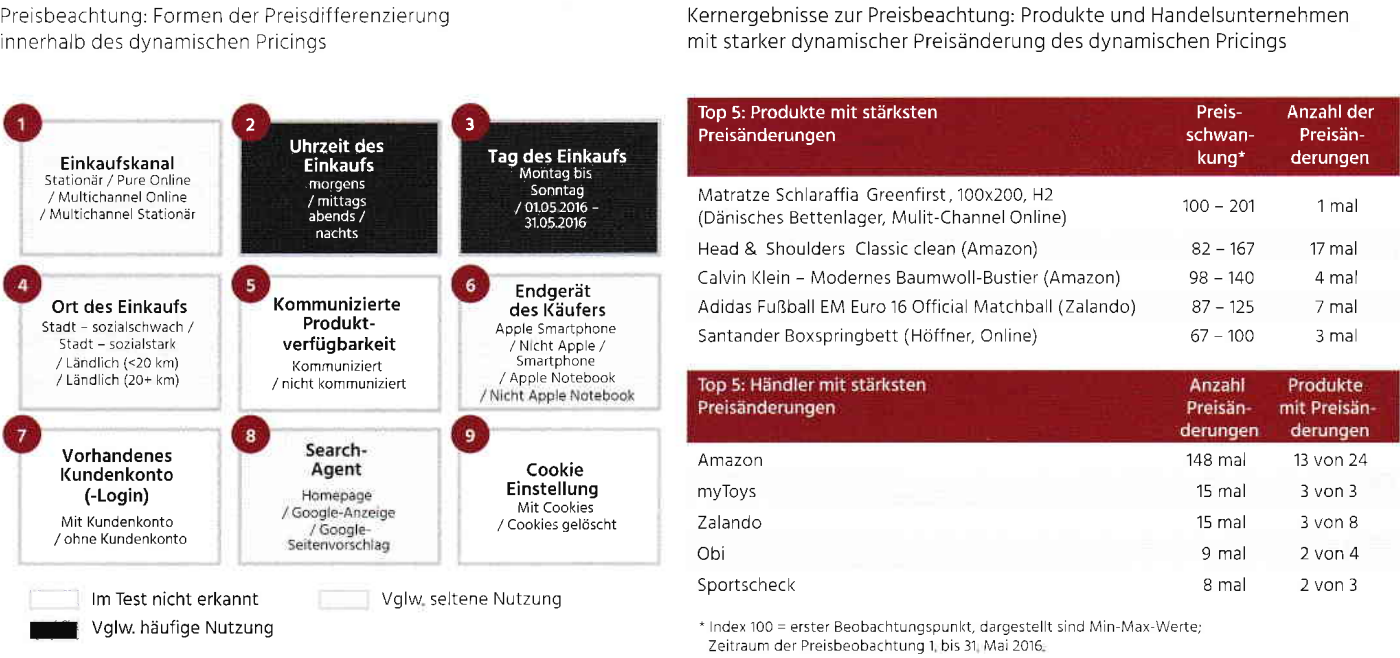 Preisbeachtung: Formen der Preisdifferenzierung
innerhalb des dynamischen Pricings
1
Einkaufskanal
Stationär / Pure Online
/ Multichannel Online
/ Multichannel Stationär
2
Uhrzeit des
Einkaufs
morgens
/ mittags
abends /
nachts
3
Tag des Einkaufs
Montag bis
Sonntag
/ 01.05.2016 –
31.05.2016
4
Ort des Einkaufs
Stadt – sozialschwach /
Stadt – sozialstark
/ Ländlich (<20 km)
/ Ländlich (20+ km)
5
Kommunizierte
Produkt-
verfügbarkeit
Kommuniziert
/ nicht kommuniziert
6
Endgerät
des Käufers
Apple Smartphone
/ Nicht Apple /
Smartphone
/ Apple Notebook
/ Nicht Apple Notebook
7
Vorhandenes
Kundenkonto
(-Login)
Mit Kundenkonto
/ ohne Kundenkonto
8
Search-
Agent
Homepage
/ Google-Anzeige
/ Google-
Seitenvorschlag
9
Cookie
Einstellung
Mit Cookies
/ Cookies gelöscht
Im Test nicht erkannt Vglw. seltene Nutzung
Vglw. häufige Nutzung
Kernergebnisse zur Preisbeachtung: Produkte und Handelsunternehmen
mit starker dynamischer Preisänderung des dynamischen Pricings
Top 5: Produkte mit stärksten Preis- Anzahl der
Preisänderungen schwan- Preisän-
kung* derungen
Matratze Schlaraffia Greenfirst, 100x200, H2
(Dänisches Bettenlager, Mulit-Channel Online) 100 – 201 1 mal
Head & Shoulders Classic clean (Amazon) 82 – 167 17 mal
Calvin Klein – Modernes Baumwoll-Bustier (Amazon) 98 – 140 4 mal
Adidas Fußball EM Euro 16 Official Matchball (Zalando) 87 – 125 7 mal
Santander Boxspringbett (Höffner, Online) 67 – 100 3 mal
Top 5: Händler mit stärksten Anzahl Produkte
Preisänderungen Preisän- mit Preisän-
derungen derungen
Amazon 148 mal 13 von 24
myToys 15 mal 3 von 3
Zalando 15 mal 3 von 8
Obi 9 mal 2 von 4
Sportscheck 8 mal 2 von 3
* Index 100 = erster Beobachtungspunkt, dargestellt sind Min-Max-Werte;
Zeitraum der Preisbeobachtung 1. bis 31. Mai 2016.